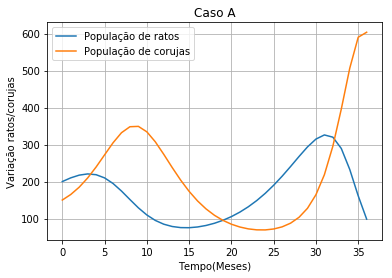 Caso A
População de ratos
População de corujas
Variação ratos/corujas
600
500
400
300
200
100
0 5 10 15 20 25 30 35
Tempo(Meses)